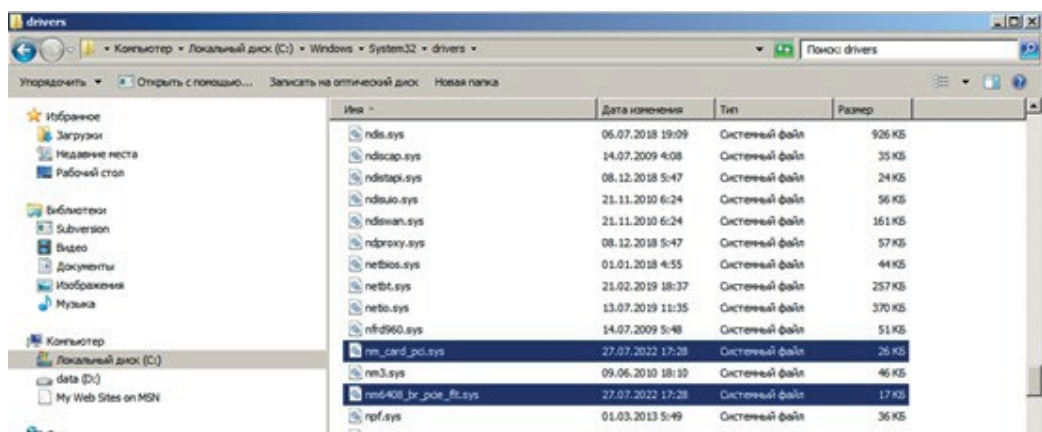 drivers
Компьютер Локальный диск (C:) Windows System32 drivers
Поиск: drivers
Упорядочить Открыть с помощью... Записать на оптический диск Новая папка
Избранное
Загрузки
Недавние места
Рабочий стол
Библиотеки
Subversion
Видео
Документы
Изображения
Музыка
Компьютер
Локальный диск (C:)
data (D:)
My Web Sites on MSN
Имя Дата изменения Тип Размер
ndis.sys 06.07.2018 19:09 Системный файл 926 КБ
ndiscap.sys 14.07.2009 4:08 Системный файл 35 КБ
ndistapi.sys 08.12.2018 5:47 Системный файл 24 КБ
ndisuio.sys 21.11.2010 6:24 Системный файл 56 КБ
ndiswan.sys 21.11.2010 6:24 Системный файл 161 КБ
ndproxy.sys 08.12.2018 5:47 Системный файл 57 КБ
netbios.sys 01.01.2018 4:55 Системный файл 44 КБ
netbt.sys 21.02.2019 18:37 Системный файл 257 КБ
netio.sys 13.07.2019 11:35 Системный файл 370 КБ
nfrd960.sys 14.07.2009 5:48 Системный файл 51 КБ
nm_card_pci.sys 27.07.2022 17:28 Системный файл 26 КБ
nm3.sys 09.06.2010 18:10 Системный файл 46 КБ
nm6408_br_pcie_flt.sys 27.07.2022 17:28 Системный файл 17 КБ
npf.sys 01.03.2013 5:49 Системный файл 36 КБ